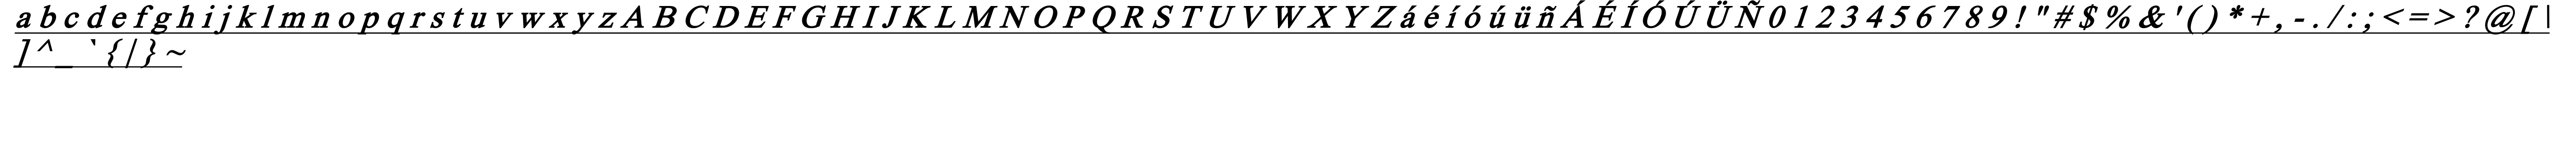 a b c d e f g h i j k l m n o p q r s t u v w x y z A B C D E F G H I J K L M N O P Q R S T U V W X Y Z á é í ó ú ü ñ Á É Í Ó Ú Ü Ñ 0 1 2 3 4 5 6 7 8 9 ! " # $ % & ' ( ) * + , - . / : ; < = > ? @ [ \
] ^ _ ` { | } ~